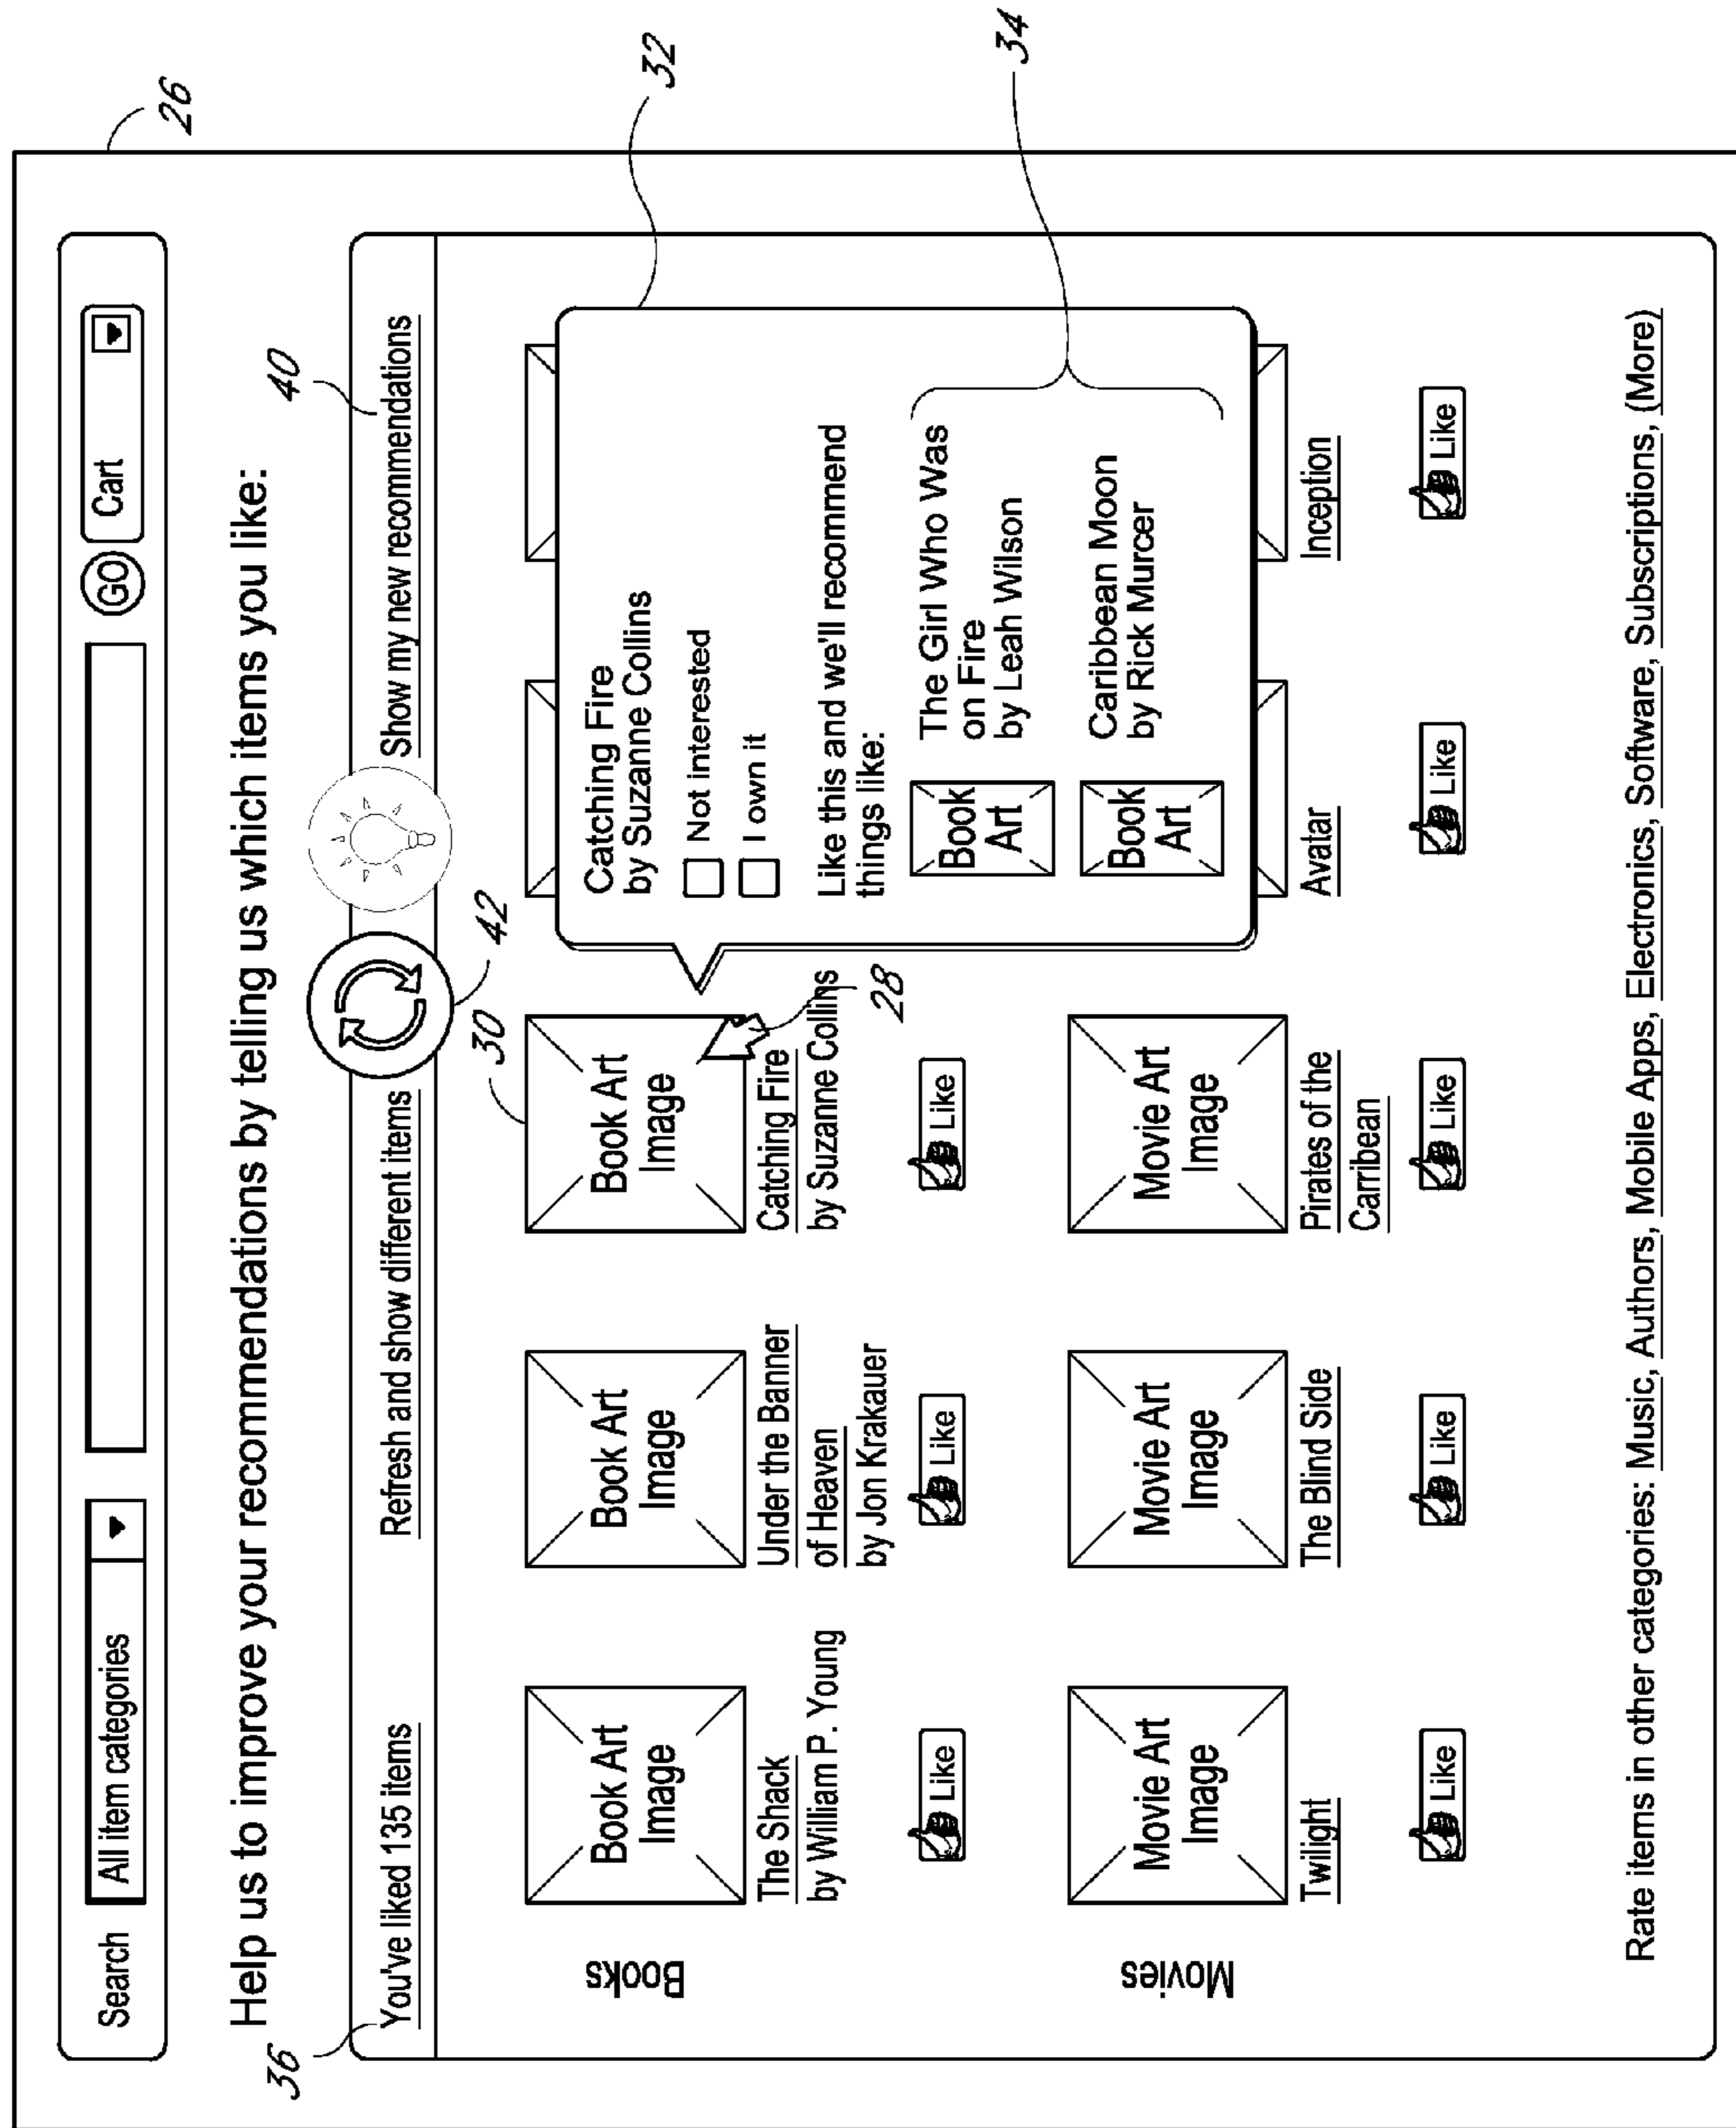 26
Search All item categories GO Cart
Help us to improve your recommendations by telling us which items you like:
36
40
You've liked 135 items Refresh and show different items Show my new recommendations
42
30
32
Books
Book Art
Image
The Shack
by William P. Young
Like
Book Art
Image
Under the Banner
of Heaven
by Jon Krakauer
Like
Book Art
Image
Catching Fire
by Suzanne Collins
28
Like
Catching Fire
by Suzanne Collins
Not interested
I own it
Like this and we'll recommend
things like:
Book
Art
The Girl Who Was
on Fire
by Leah Wilson
Book
Art
Caribbean Moon
by Rick Murcer
34
Movies
Movie Art
Image
Twilight
Like
Movie Art
Image
The Blind Side
Like
Movie Art
Image
Pirates of the
Carribean
Like
Avatar
Like
Inception
Like
Rate items in other categories: Music, Authors, Mobile Apps, Electronics, Software, Subscriptions, (More)